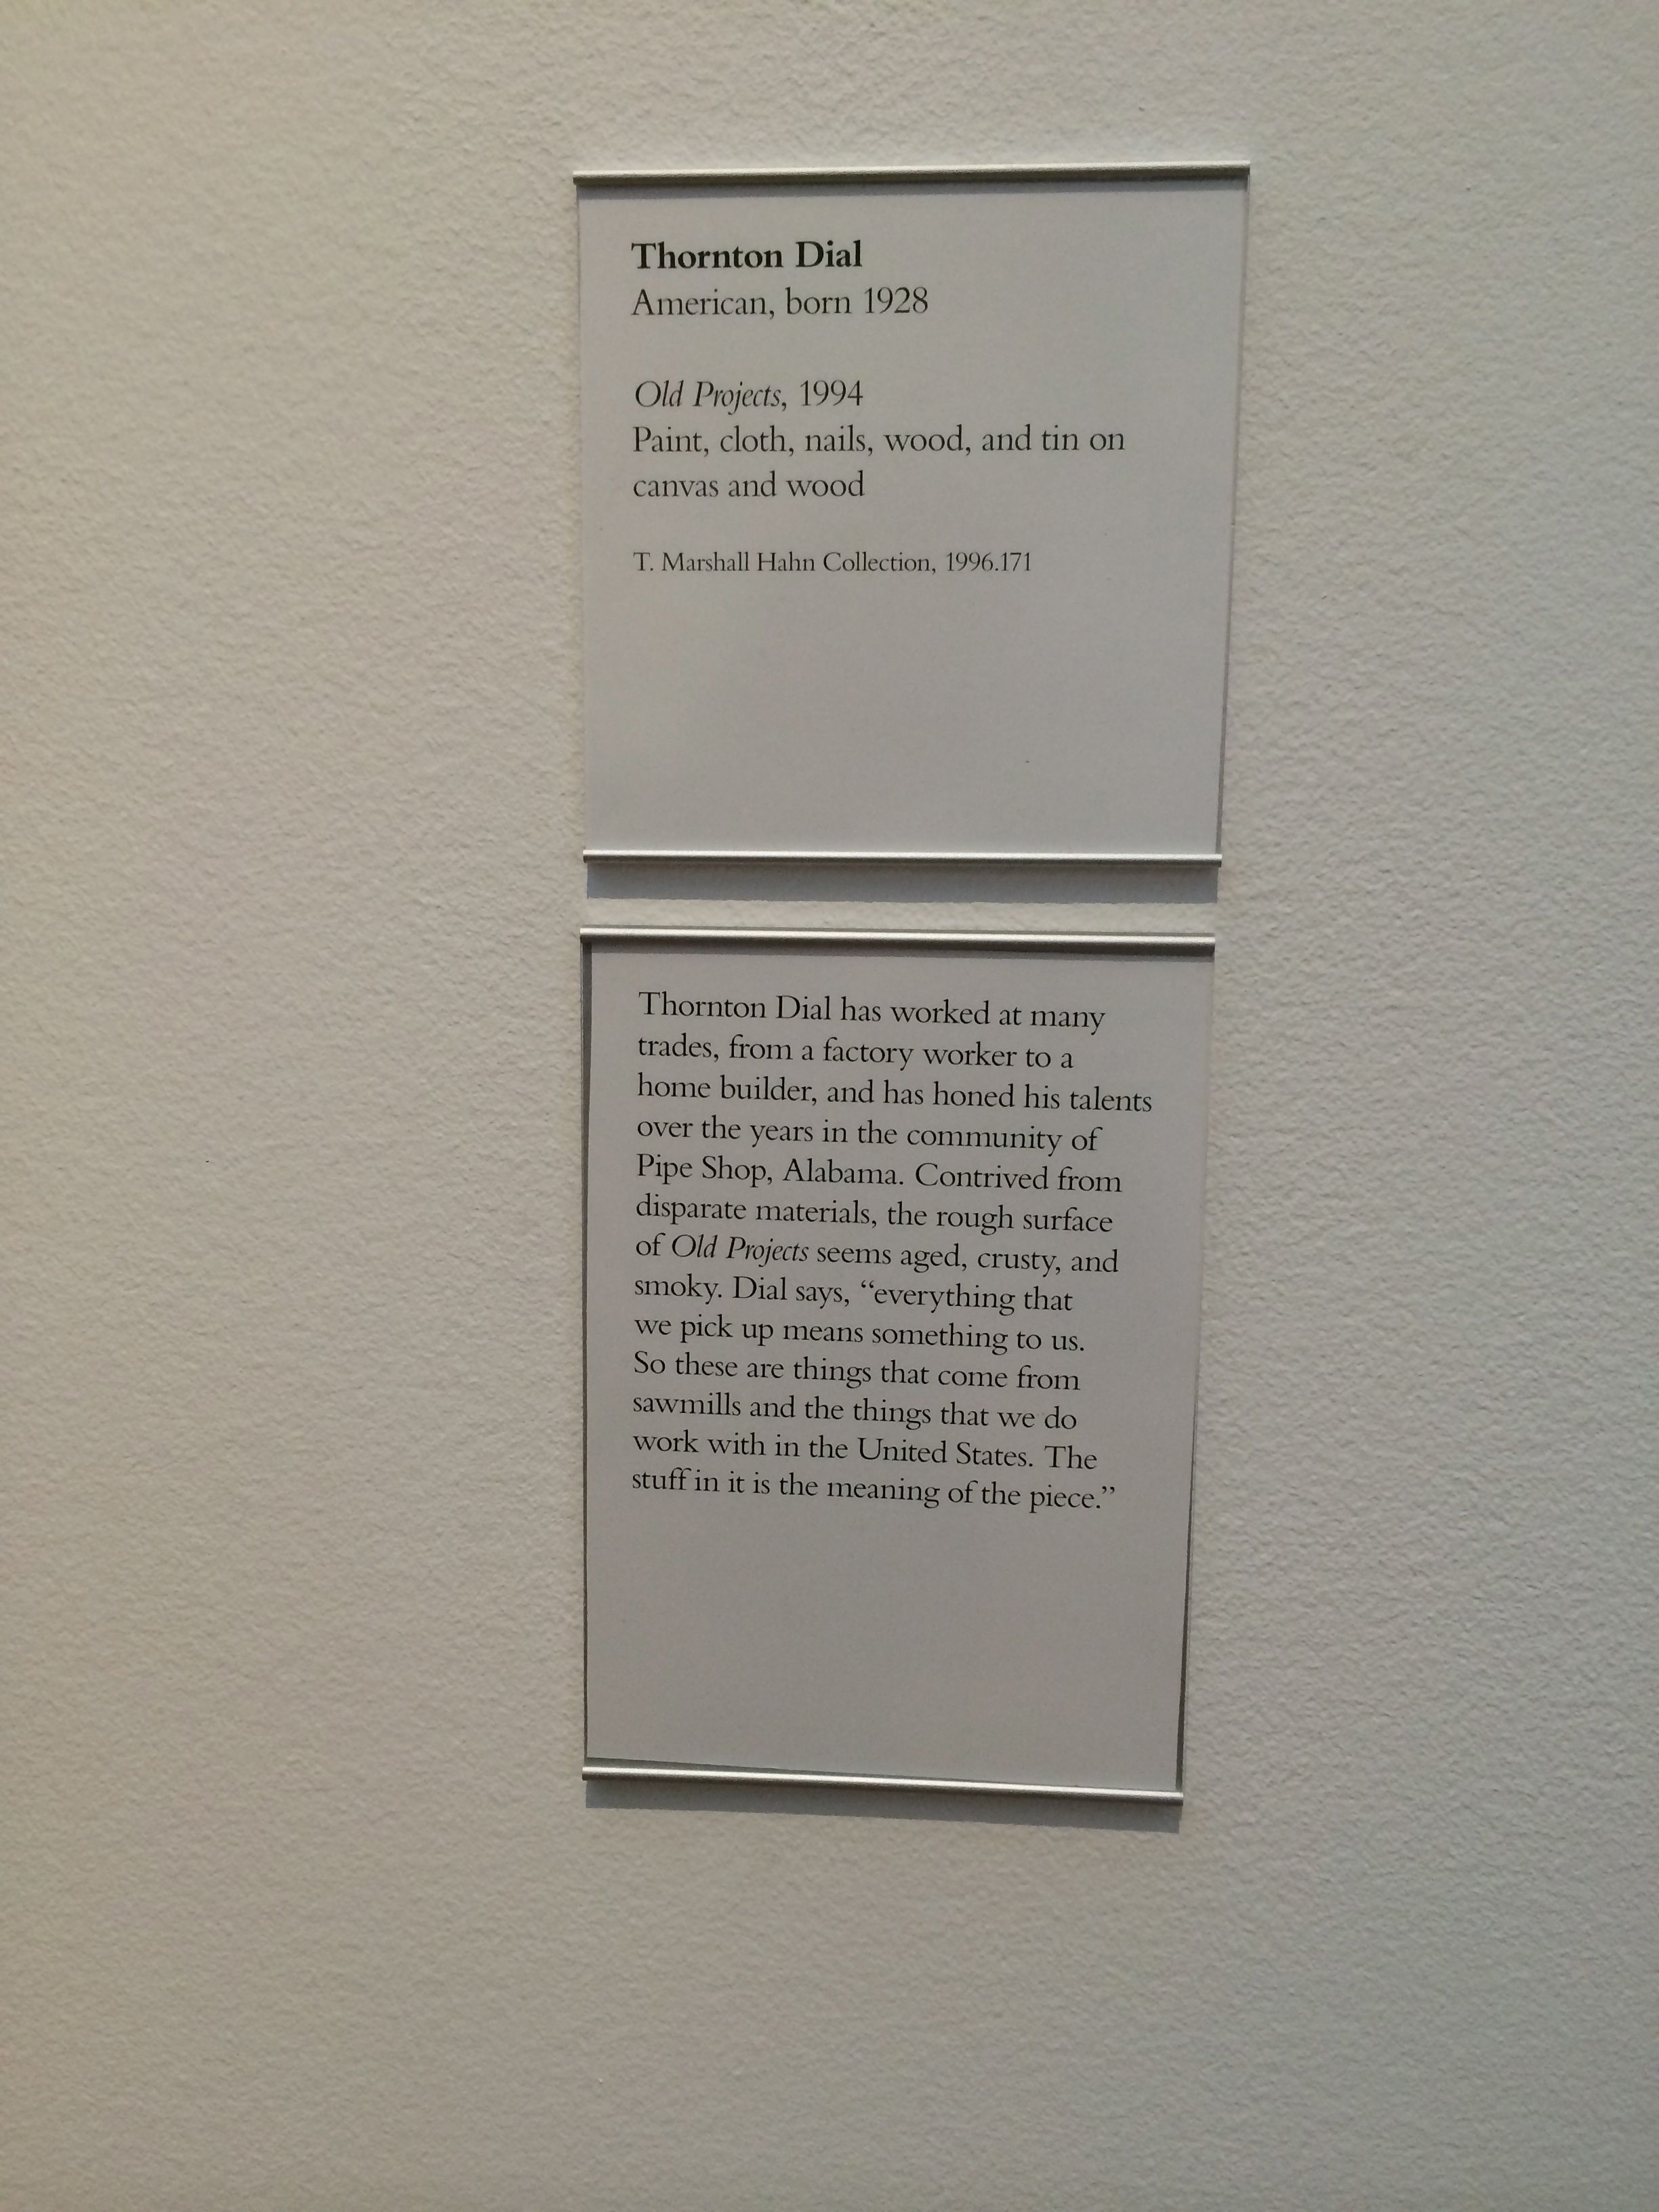 Thornton Dial
American, born 1928
Old Projects, 1994
Paint, cloth, nails, wood, and tin on
canvas and wood
T. Marshall Hahn Collection, 1996.171
Thornton Dial has worked at many
trades, from a factory worker to a
home builder, and has honed his talents
over the years in the community of
Pipe Shop, Alabama. Contrived from
disparate materials, the rough surface
of Old Projects seems aged, crusty, and
smoky. Dial says, “everything that
we pick up means something to us.
So these are things that come from
sawmills and the things that we do
work with in the United States. The
stuff in it is the meaning of the piece.”